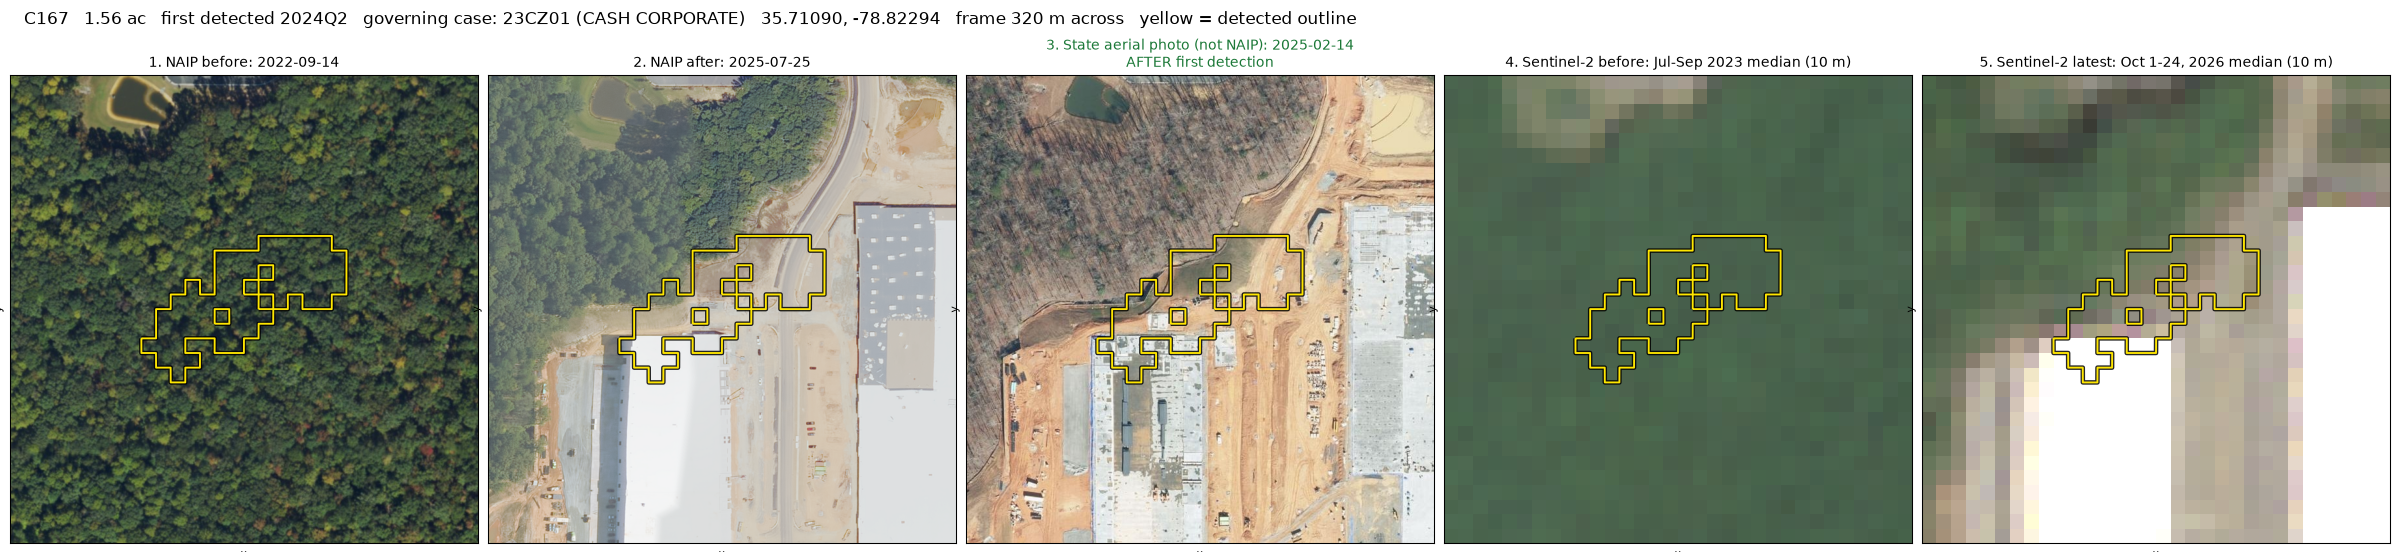 C167   1.56 ac   first detected 2024Q2   governing case: 23CZ01 (CASH CORPORATE)   35.71090, -78.82294   frame 320 m across   yellow = detected outline
1. NAIP before: 2022-09-14
2. NAIP after: 2025-07-25
3. State aerial photo (not NAIP): 2025-02-14
AFTER first detection
4. Sentinel-2 before: Jul-Sep 2023 median (10 m)
5. Sentinel-2 latest: Oct 1-24, 2026 median (10 m)